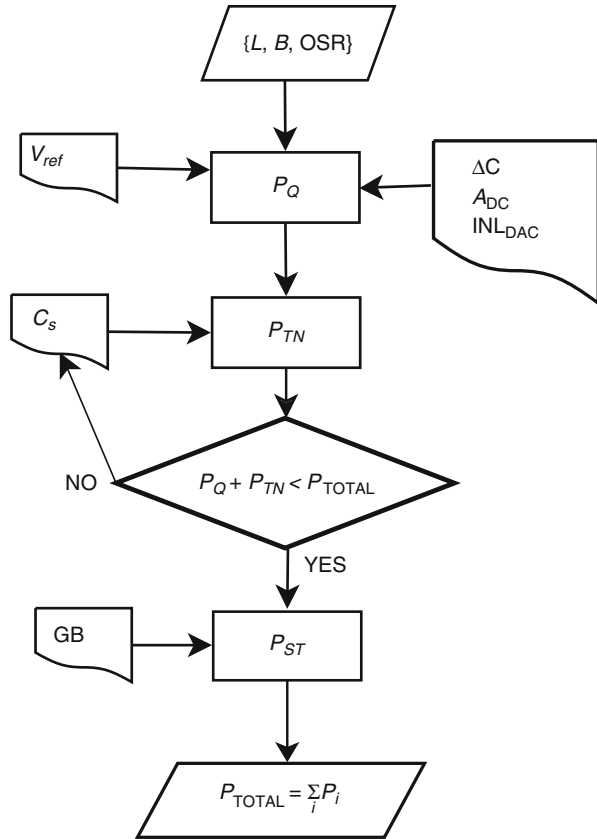 {L, B, OSR}
V_ref
P_Q
ΔC
A_DC
INL_DAC
C_s
P_TN
NO
P_Q + P_TN < P_TOTAL
YES
GB
P_ST
P_TOTAL = Σ_i P_i